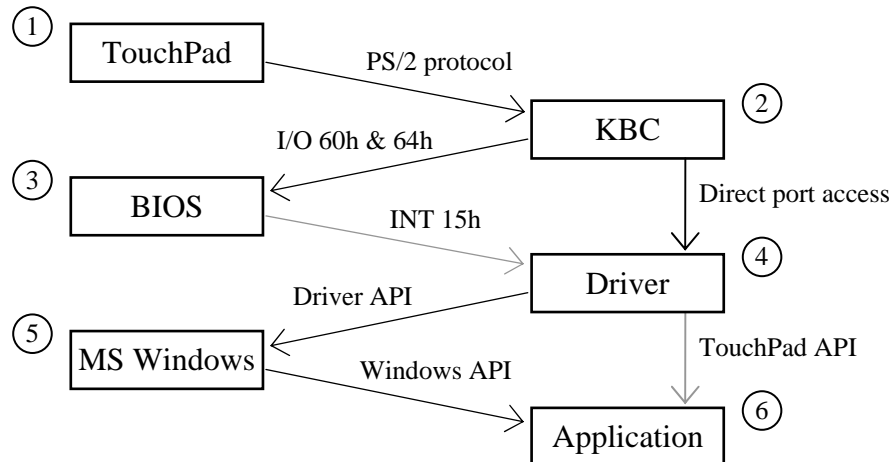 1
TouchPad
PS/2 protocol
2
KBC
I/O 60h & 64h
3
BIOS
Direct port access
INT 15h
4
Driver
Driver API
5
MS Windows
TouchPad API
Windows API
6
Application